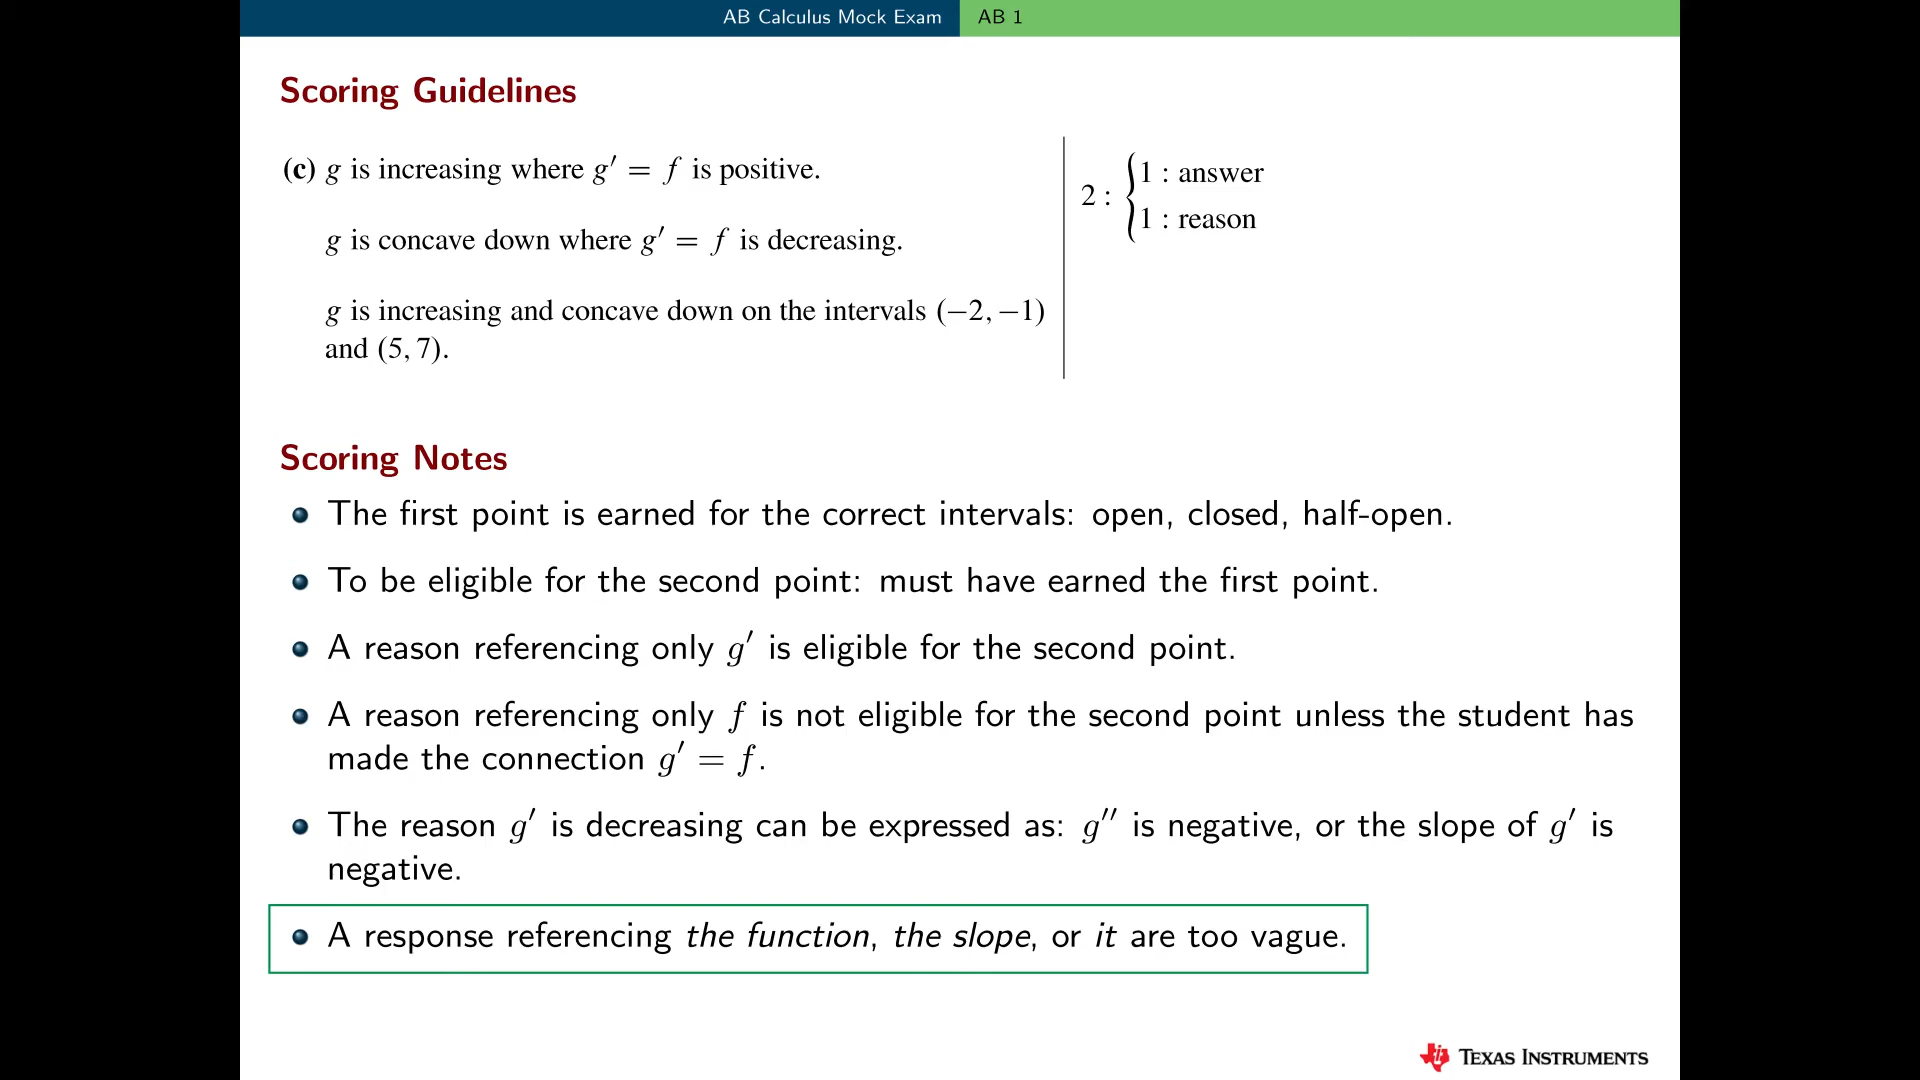 AB Calculus Mock Exam AB 1
Scoring Guidelines
(c) g is increasing where g′ = f is positive.
g is concave down where g′ = f is decreasing.
g is increasing and concave down on the intervals (−2, −1)
and (5, 7).
2 : { 1 : answer
1 : reason
Scoring Notes
• The first point is earned for the correct intervals: open, closed, half-open.
• To be eligible for the second point: must have earned the first point.
• A reason referencing only g′ is eligible for the second point.
• A reason referencing only f is not eligible for the second point unless the student has
made the connection g′ = f.
• The reason g′ is decreasing can be expressed as: g′′ is negative, or the slope of g′ is
negative.
• A response referencing the function, the slope, or it are too vague.
TEXAS INSTRUMENTS